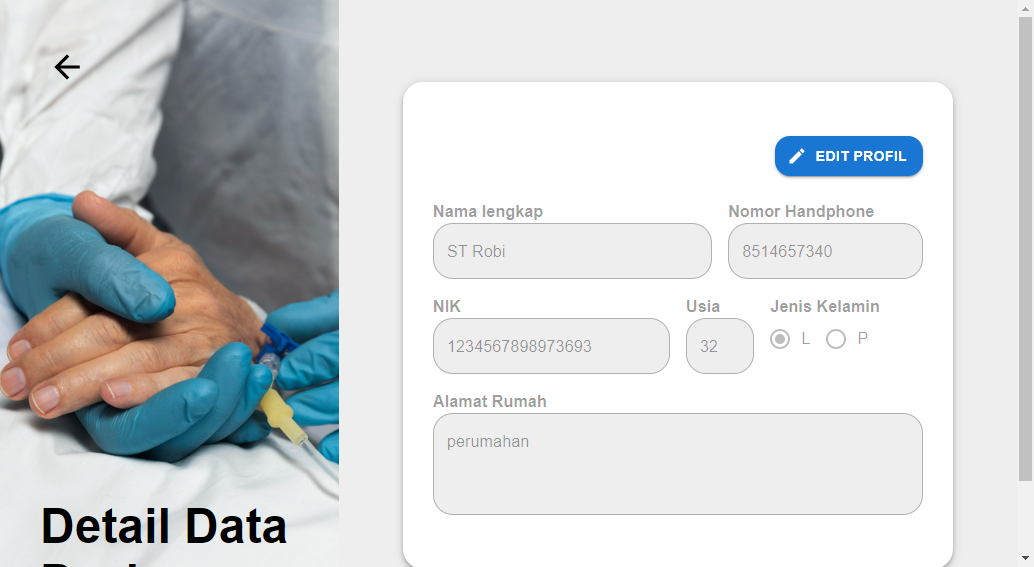 EDIT PROFIL
Nama lengkap
Nomor Handphone
ST Robi
8514657340
NIK
Usia
Jenis Kelamin
1234567898973693
32
L
P
Alamat Rumah
perumahan
Detail Data